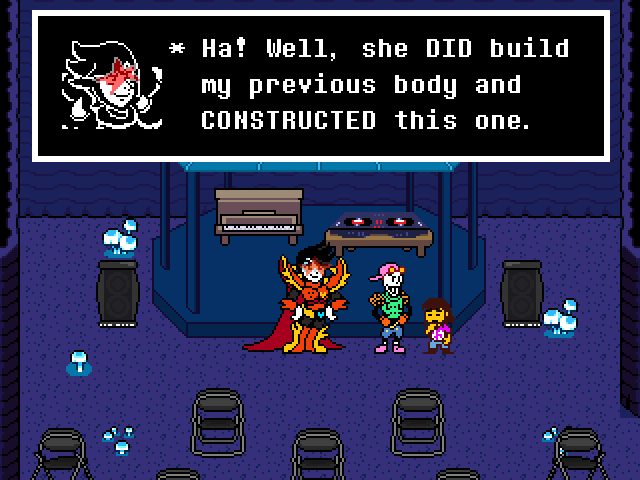 * Ha! Well, she DID build
my previous body and
CONSTRUCTED this one.